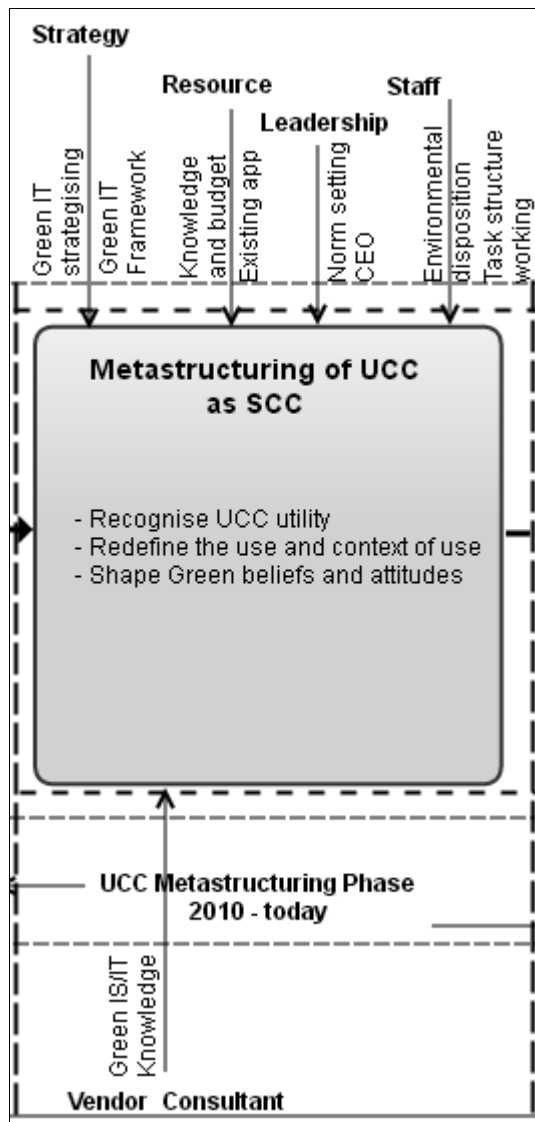 Strategy
Resource
Staff
Leadership
Green IT
strategising
Green IT
Framework
Knowledge
and budget
Existing app
Norm setting
CEO
Environmental
disposition
Task structure
working
Metastructuring of UCC
as SCC
- Recognise UCC utility
- Redefine the use and context of use
- Shape Green beliefs and attitudes
UCC Metastructuring Phase
2010 - today
Green IS/IT
Knowledge
Vendor Consultant